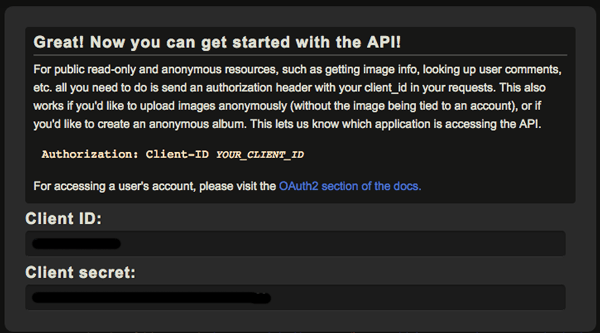 Great! Now you can get started with the API!
For public read-only and anonymous resources, such as getting image info, looking up user comments,
etc. all you need to do is send an authorization header with your client_id in your requests. This also
works if you'd like to upload images anonymously (without the image being tied to an account), or if
you'd like to create an anonymous album. This lets us know which application is accessing the API.
Authorization: Client-ID YOUR_CLIENT_ID
For accessing a user's account, please visit the OAuth2 section of the docs.
Client ID:
Client secret: